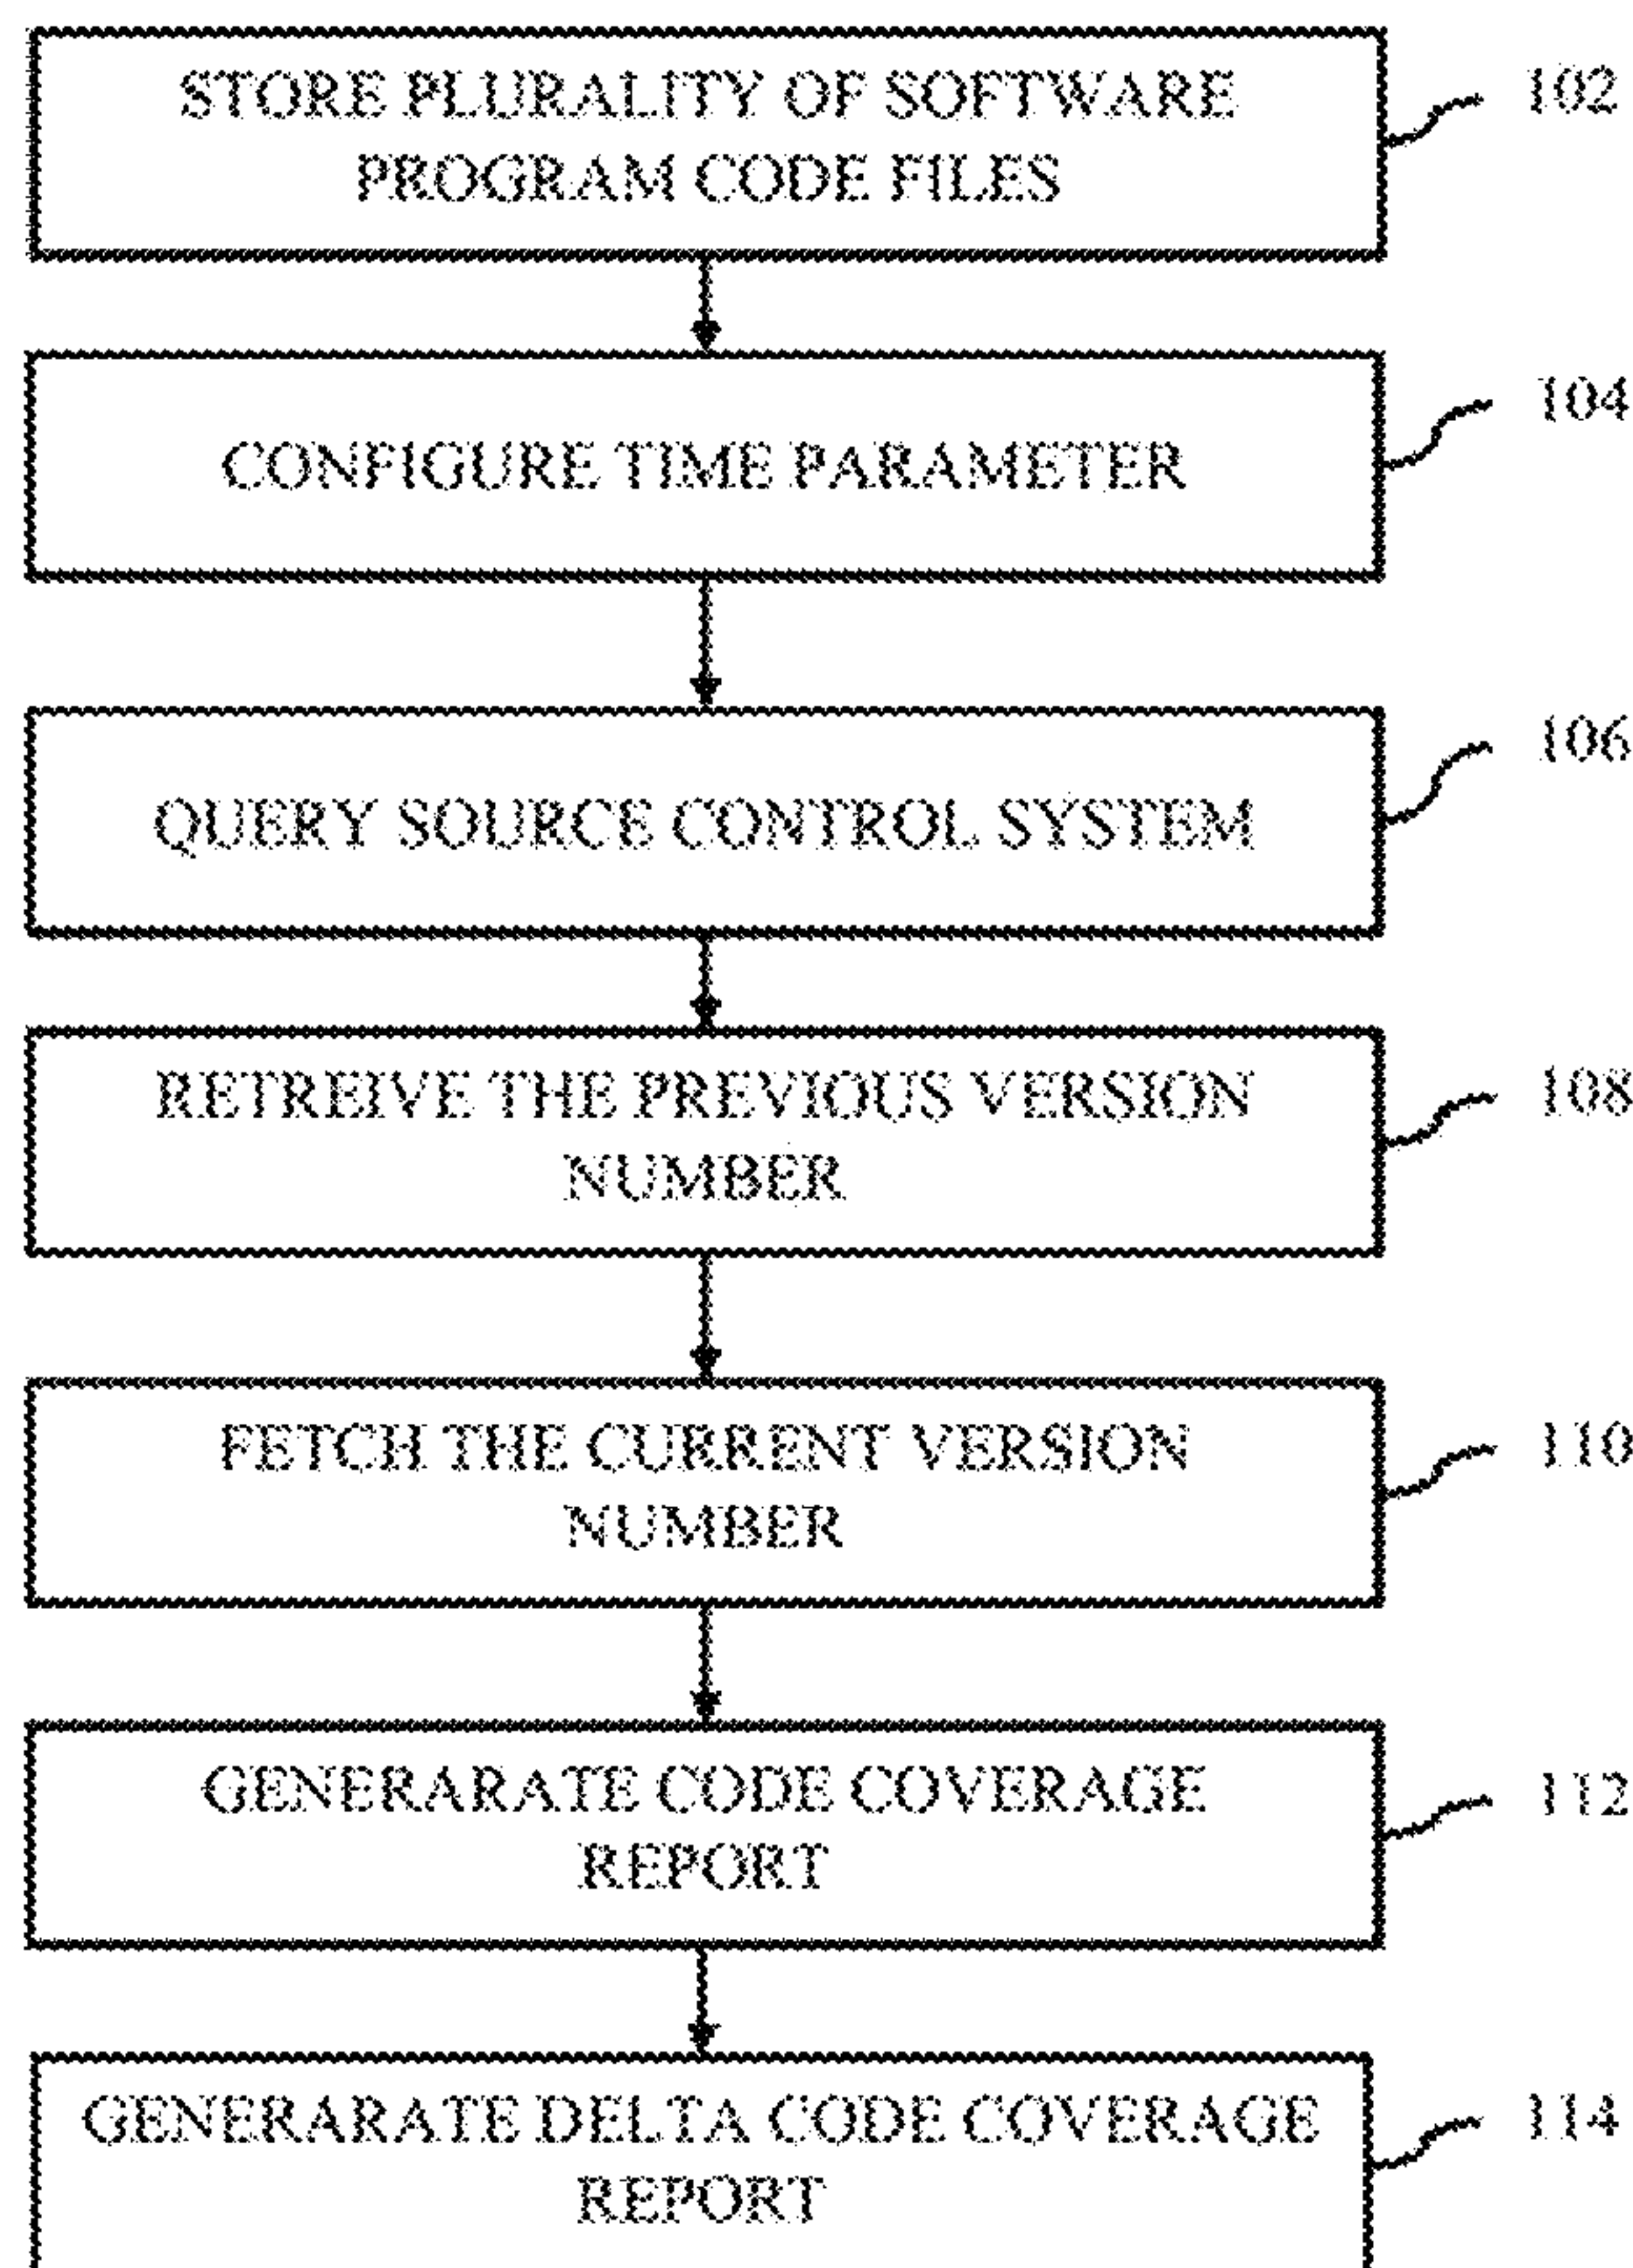 STORE PLURALITY OF SOFTWARE
PROGRAM CODE FILES
102
CONFIGURE TIME PARAMETER
104
QUERY SOURCE CONTROL SYSTEM
106
RETREIVE THE PREVIOUS VERSION
NUMBER
108
FETCH THE CURRENT VERSION
NUMBER
110
GENERARATE CODE COVERAGE
REPORT
112
GENERARATE DELTA CODE COVERAGE
REPORT
114